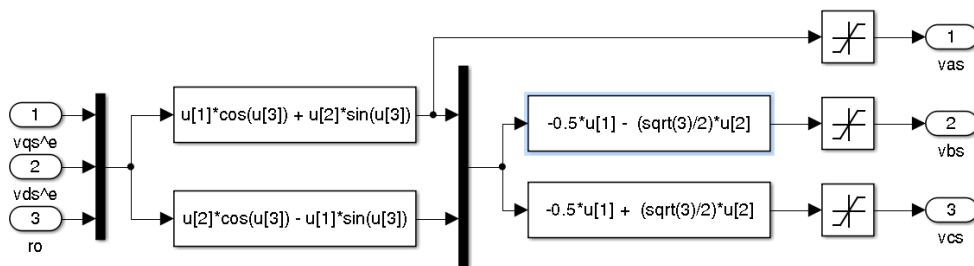 1
vas
1
vqs^e
u[1]*cos(u[3]) + u[2]*sin(u[3])
-0.5*u[1] - (sqrt(3)/2)*u[2]
2
vbs
2
vds^e
3
ro
u[2]*cos(u[3]) - u[1]*sin(u[3])
-0.5*u[1] + (sqrt(3)/2)*u[2]
3
vcs